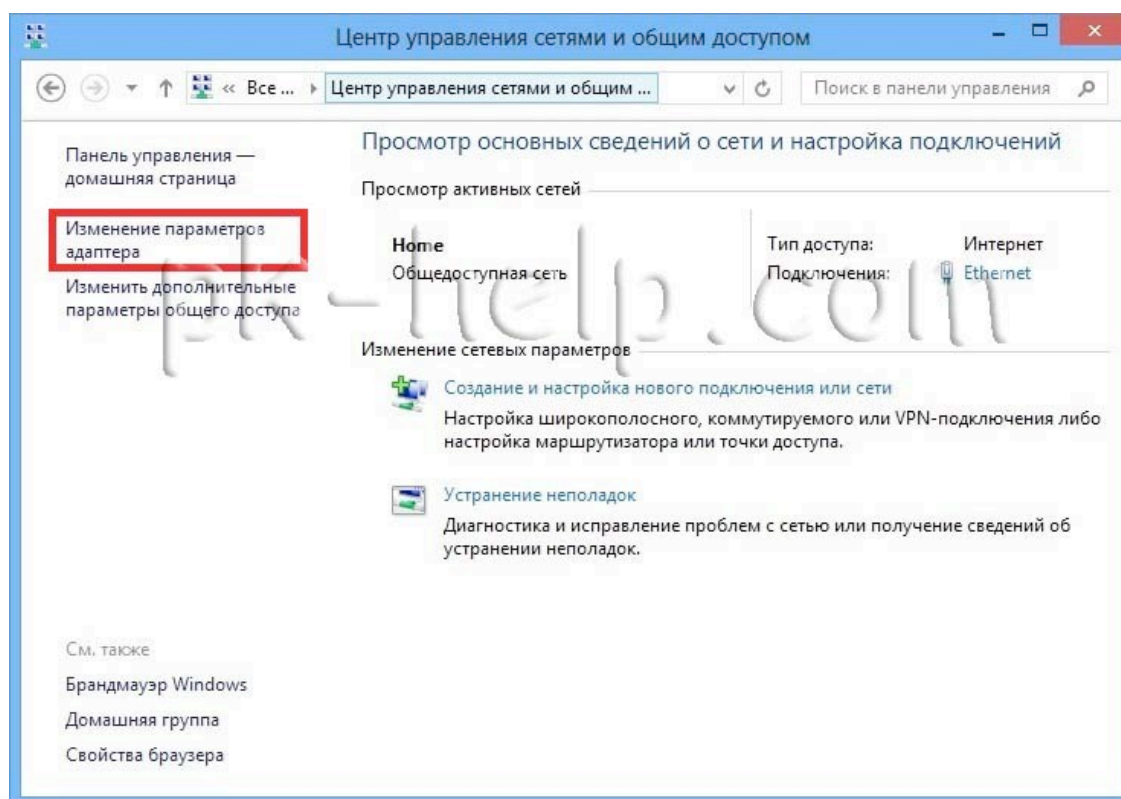 Центр управления сетями и общим доступом
« Все ... Центр управления сетями и общим ... Поиск в панели управления
Панель управления —
домашняя страница
Изменение параметров
адаптера
Изменить дополнительные
параметры общего доступа
Просмотр основных сведений о сети и настройка подключений
Просмотр активных сетей
Home
Общедоступная сеть
Тип доступа: Интернет
Подключения: Ethernet
pk-help.com
Изменение сетевых параметров
Создание и настройка нового подключения или сети
Настройка широкополосного, коммутируемого или VPN-подключения либо
настройка маршрутизатора или точки доступа.
Устранение неполадок
Диагностика и исправление проблем с сетью или получение сведений об
устранении неполадок.
См. также
Брандмауэр Windows
Домашняя группа
Свойства браузера